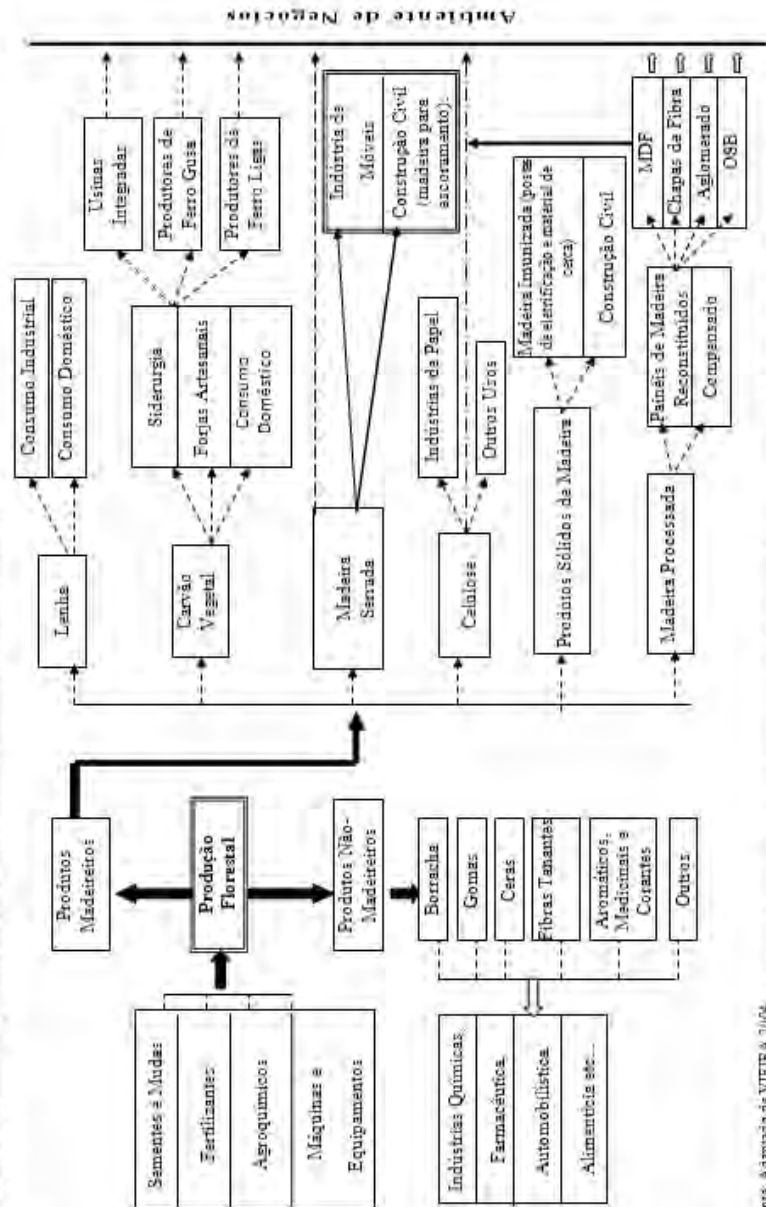 Sementes e Mudas
Fertilizantes
Agroquímicos
Máquinas e
Equipamentos
Produtos
Madeireiros
Produção
Florestal
Produtos Não-
Madeireiros
Indústrias Químicas,
Farmacêutica,
Automobilística
Alimentícia etc...
Borracha
Gomas
Ceras
Fibras Tanantes
Aromáticos,
Medicinais e
Corantes
Outros
Lenha
Consumo Industrial
Consumo Doméstico
Carvão
Vegetal
Siderurgia
Forjas Artesanais
Consumo
Doméstico
Usinas
Integradas
Produtores de
Ferro Gusa
Produtores de
Ferro Ligas
Madeira
Serrada
Indústria de
Móveis
Construção Civil
(madeira para
escoramento).
Celulose
Indústrias de Papel
Outros Usos
Produtos Sólidos de Madeira
Madeira Imunizada (postes
de eletrificação e material de
cerca)
Construção Civil
Madeira Processada
Painéis de Madeira
Reconstituídos
Compensado
MDF
Chapas de Fibra
Aglomerado
OSB
Ambiente de Negócios
de VIEIRA 2004